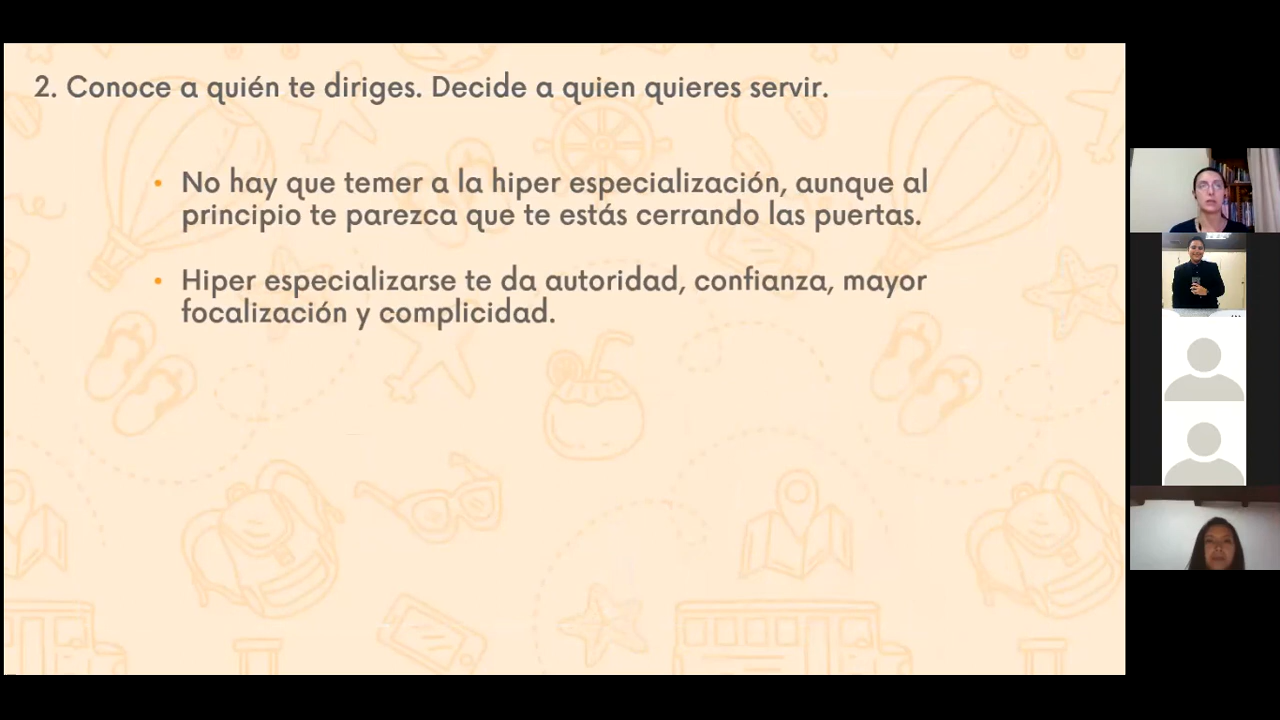 2. Conoce a quién te diriges. Decide a quien quieres servir.
• No hay que temer a la hiper especialización, aunque al
principio te parezca que te estás cerrando las puertas.
• Hiper especializarse te da autoridad, confianza, mayor
focalización y complicidad.